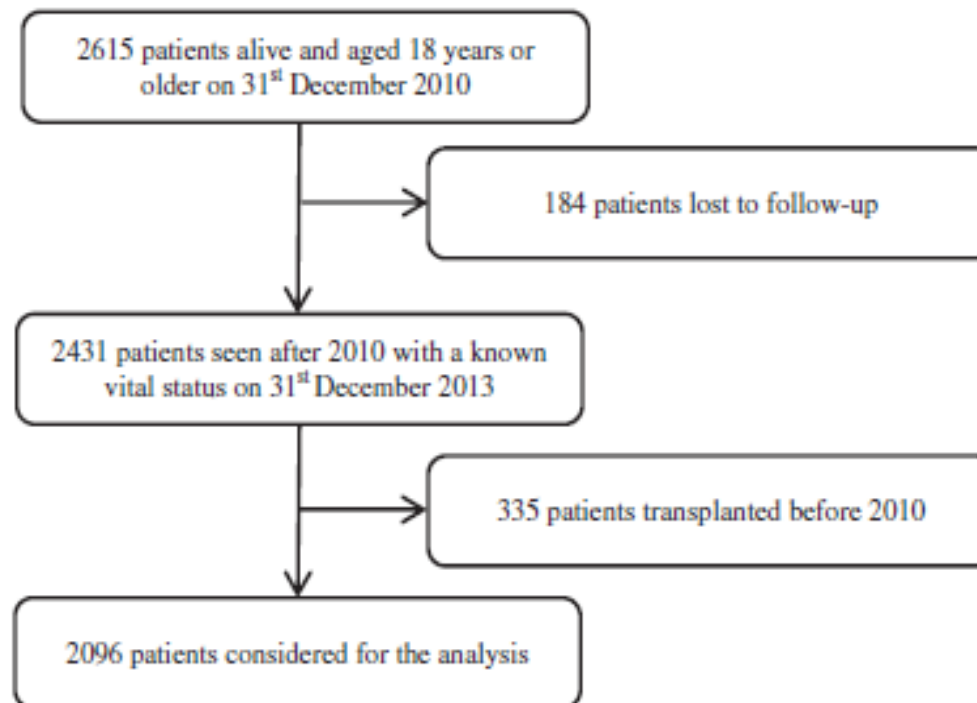 2615 patients alive and aged 18 years or
older on 31st December 2010
184 patients lost to follow-up
2431 patients seen after 2010 with a known
vital status on 31st December 2013
335 patients transplanted before 2010
2096 patients considered for the analysis